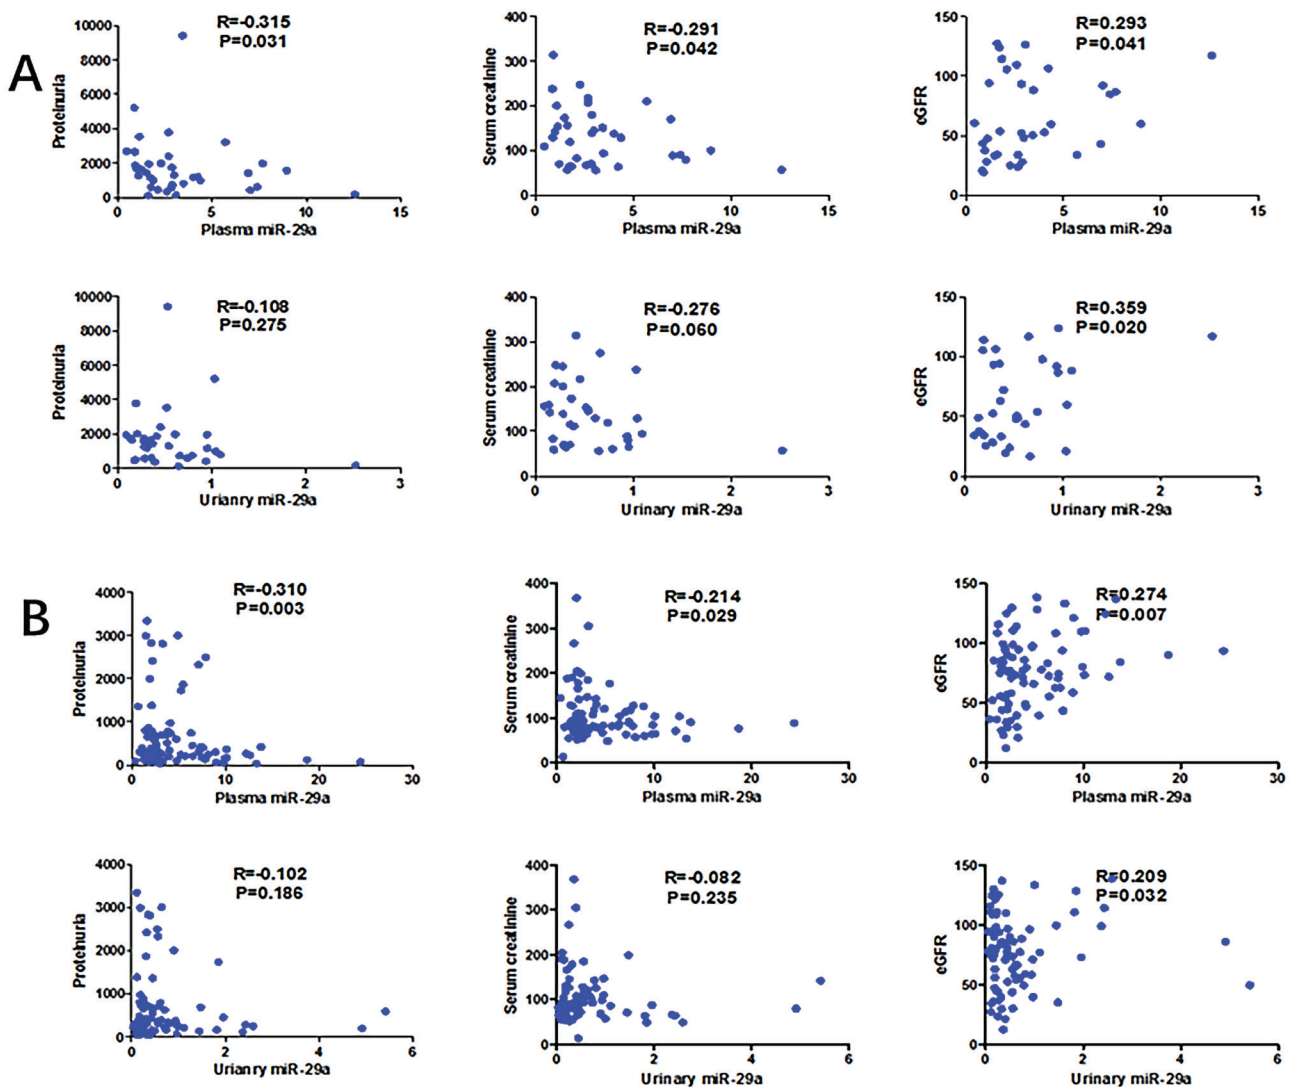 A
R=-0.315
P=0.031
Proteinuria
10000
8000
6000
4000
2000
0
0 5 10 15
Plasma miR-29a
R=-0.291
P=0.042
Serum creatinine
400
300
200
100
0
0 5 10 15
Plasma miR-29a
R=0.293
P=0.041
eGFR
150
100
50
0
0 5 10 15
Plasma miR-29a
R=-0.108
P=0.275
Proteinuria
10000
8000
6000
4000
2000
0
0 1 2 3
Urianry miR-29a
R=-0.276
P=0.060
Serum creatinine
400
300
200
100
0
0 1 2 3
Urinary miR-29a
R=0.359
P=0.020
eGFR
150
100
50
0
0 1 2 3
Urinary miR-29a
B
R=-0.310
P=0.003
Proteinuria
4000
3000
2000
1000
0
0 10 20 30
Plasma miR-29a
R=-0.214
P=0.029
Serum creatinine
400
300
200
100
0
0 10 20 30
Plasma miR-29a
R=0.274
P=0.007
eGFR
150
100
50
0
0 10 20 30
Plasma miR-29a
R=-0.102
P=0.186
Proteinuria
4000
3000
2000
1000
0
0 2 4 6
Urianry miR-29a
R=-0.082
P=0.235
Serum creatinine
400
300
200
100
0
0 2 4 6
Urinary miR-29a
R=0.209
P=0.032
eGFR
150
100
50
0
0 2 4 6
Urinary miR-29a